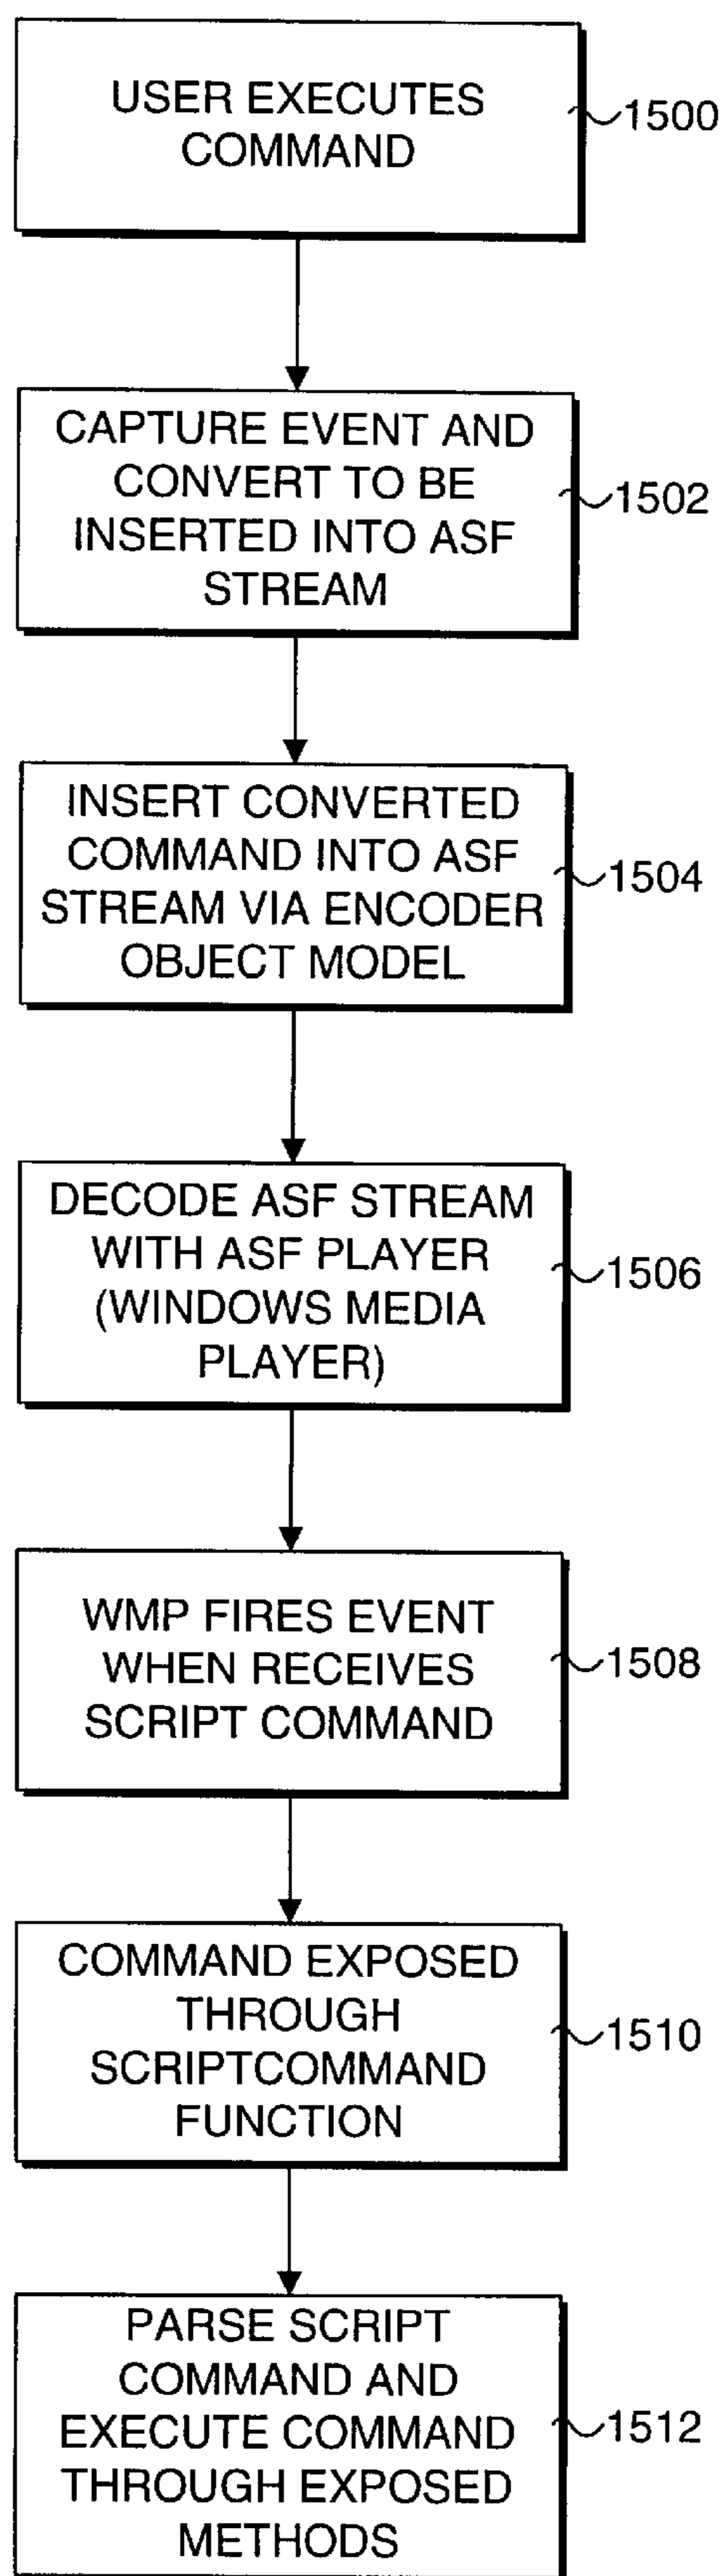 USER EXECUTES
COMMAND
1500
CAPTURE EVENT AND
CONVERT TO BE
INSERTED INTO ASF
STREAM
1502
INSERT CONVERTED
COMMAND INTO ASF
STREAM VIA ENCODER
OBJECT MODEL
1504
DECODE ASF STREAM
WITH ASF PLAYER
(WINDOWS MEDIA
PLAYER)
1506
WMP FIRES EVENT
WHEN RECEIVES
SCRIPT COMMAND
1508
COMMAND EXPOSED
THROUGH
SCRIPTCOMMAND
FUNCTION
1510
PARSE SCRIPT
COMMAND AND
EXECUTE COMMAND
THROUGH EXPOSED
METHODS
1512